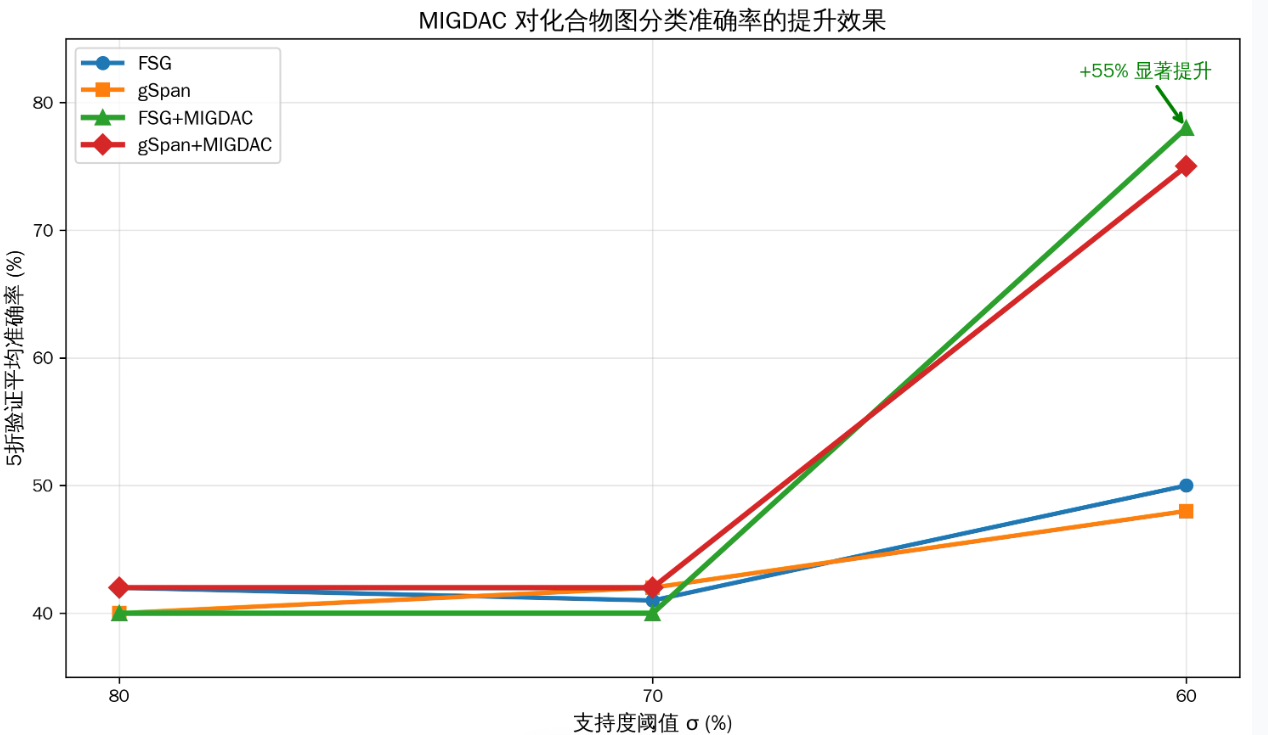 MIGDAC 对化合物图分类准确率的提升效果
FSG
gSpan
FSG+MIGDAC
gSpan+MIGDAC
+55% 显著提升
80
70
60
50
40
5折验证平均准确率 (%)
80
70
60
支持度阈值 σ (%)